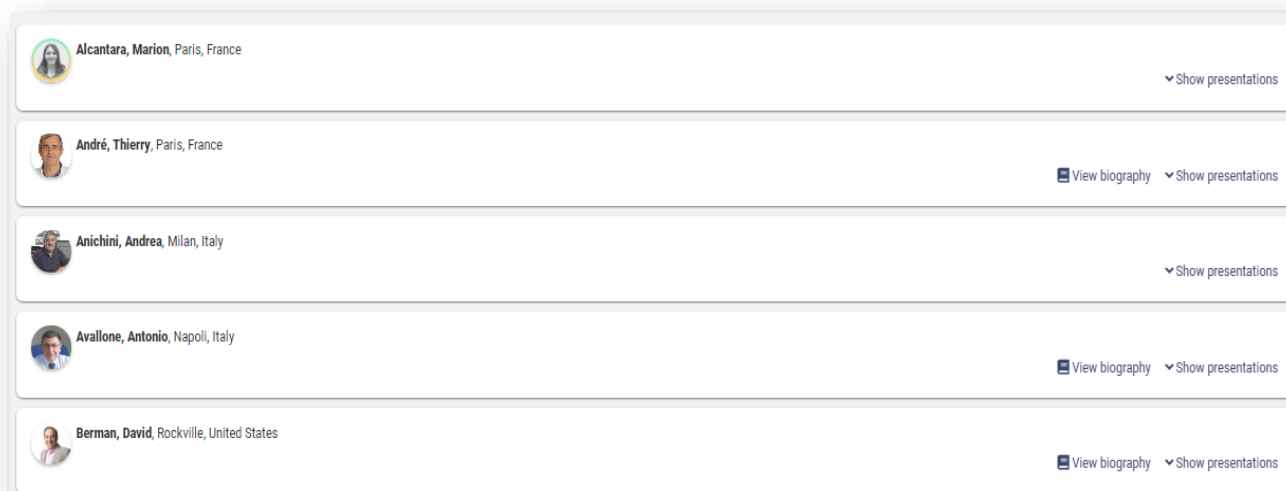 Alcantara, Marion, Paris, France
Show presentations
André, Thierry, Paris, France
View biography Show presentations
Anichini, Andrea, Milan, Italy
Show presentations
Avallone, Antonio, Napoli, Italy
View biography Show presentations
Berman, David, Rockville, United States
View biography Show presentations